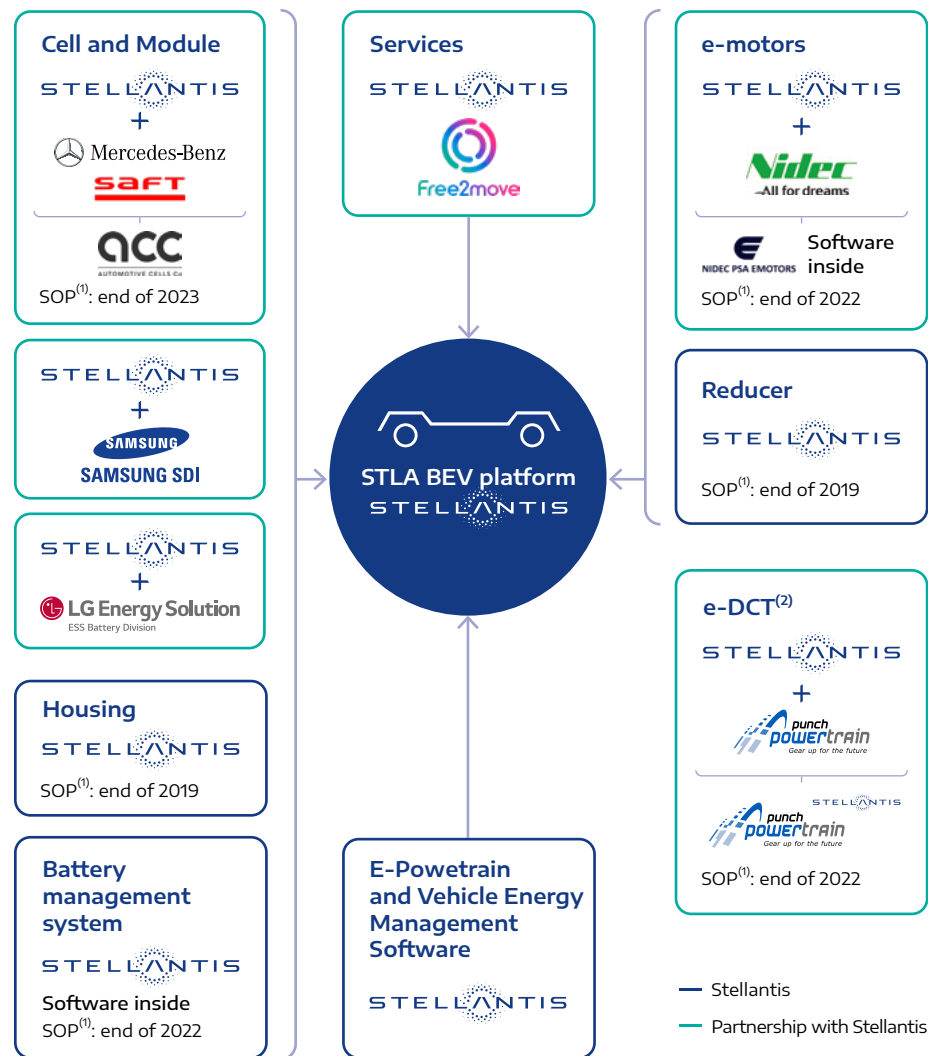 Cell and Module
STELLANTIS
+
Mercedes-Benz
saft
acc
AUTOMOTIVE CELLS Co
SOP(1): end of 2023
STELLANTIS
+
SAMSUNG
SAMSUNG SDI
STELLANTIS
+
LG
LG Energy Solution
ESS Battery Division
Housing
STELLANTIS
SOP(1): end of 2019
Battery
management
system
STELLANTIS
Software inside
SOP(1): end of 2022
Services
STELLANTIS
Free2move
STLA BEV platform
STELLANTIS
E-Powetrain
and Vehicle Energy
Management
Software
STELLANTIS
e-motors
STELLANTIS
+
Nidec
—All for dreams
NIDEC PSA EMOTORS
Software
inside
SOP(1): end of 2022
Reducer
STELLANTIS
SOP(1): end of 2019
e-DCT(2)
STELLANTIS
+
punch
powertrain
Gear up for the future
STELLANTIS
punch
powertrain
Gear up for the future
SOP(1): end of 2022
Stellantis
Partnership with Stellantis